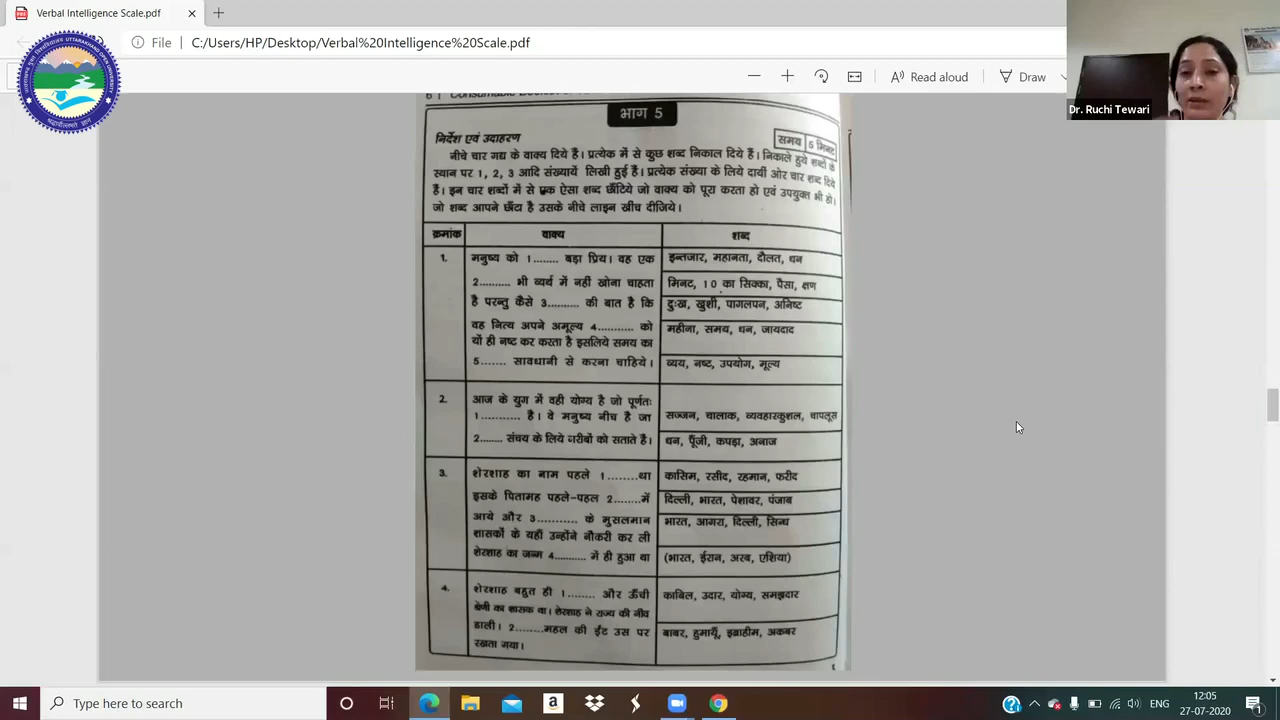 Verbal Intelligence Scale.pdf
File
C:/Users/HP/Desktop/Verbal%20Intelligence%20Scale.pdf
Read aloud
Draw
Dr. Ruchi Tewari
भाग 5
निर्देश एवं उदाहरण
समय 5 मिनट
नीचे चार गद्य के वाक्य दिये हैं। प्रत्येक में से कुछ शब्द निकाल दिये हैं। निकाले हुये शब्दों के
स्थान पर 1, 2, 3 आदि संख्यायें लिखी हुई हैं। प्रत्येक संख्या के लिये दायीं ओर चार शब्द दिये
हैं। इन चार शब्दों में से एक ऐसा शब्द छाँटिये जो वाक्य को पूरा करता हो एवं उपयुक्त भी हो।
जो शब्द आपने छाँटा है उसके नीचे लाइन खींच दीजिये।
क्रमांक वाक्य शब्द
1. मनुष्य को 1........ बड़ा प्रिय। वह एक इन्तजार, महानता, दौलत, धन
2.......... भी व्यर्थ में नहीं खोना चाहता मिनट, 10 का सिक्का, पैसा, क्षण
है परन्तु कैसे 3.......... की बात है कि दुःख, खुशी, पागलपन, अनिष्ट
वह नित्य अपने अमूल्य 4........... को महीना, समय, धन, जायदाद
यों ही नष्ट कर करता है इसलिये समय का
5....... सावधानी से करना चाहिये। व्यय, नष्ट, उपयोग, मूल्य
2. आज के युग में वही योग्य है जो पूर्णतः
1........... है। वे मनुष्य नीच है जा सज्जन, चालाक, व्यवहारकुशल, चापलूस
2........ संचय के लिये गरीबों को सताते है। धन, पूँजी, कपड़ा, अनाज
3. शेरशाह का नाम पहले 1........था कासिम, रसीद, रहमान, फरीद
इसके पितामह पहले-पहल 2.......में दिल्ली, भारत, पेशावर, पंजाब
आये और 3........... के मुसलमान भारत, आगरा, दिल्ली, सिन्ध
शासकों के यहाँ उन्होंने नौकरी कर ली
शेरशाह का जन्म 4.......... में ही हुआ था (भारत, ईरान, अरब, एशिया)
4. शेरशाह बहुत ही 1........ और ऊँची काबिल, उदार, योग्य, समझदार
श्रेणी का शासक था। शेरशाह ने राज्य की नींव
डाली। 2........महल की ईंट उस पर बाबर, हुमायूँ, इब्राहीम, अकबर
रखता गया।
Type here to search
ENG
12:05
27-07-2020